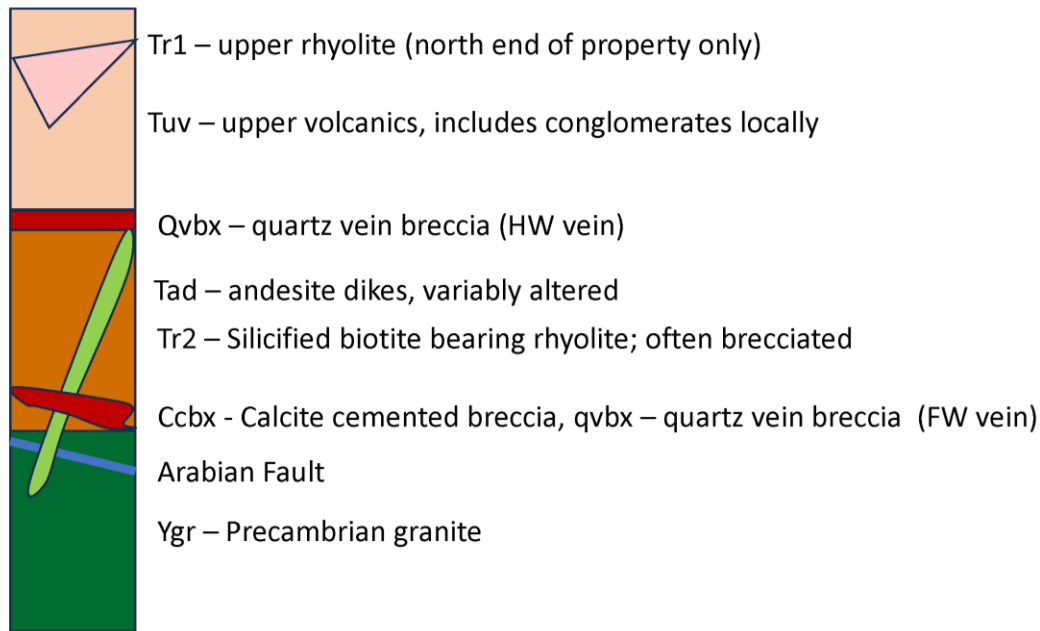 Tr1 – upper rhyolite (north end of property only)
Tuv – upper volcanics, includes conglomerates locally
Qvbx – quartz vein breccia (HW vein)
Tad – andesite dikes, variably altered
Tr2 – Silicified biotite bearing rhyolite; often brecciated
Ccbx - Calcite cemented breccia, qvbx – quartz vein breccia  (FW vein)
Arabian Fault
Ygr – Precambrian granite